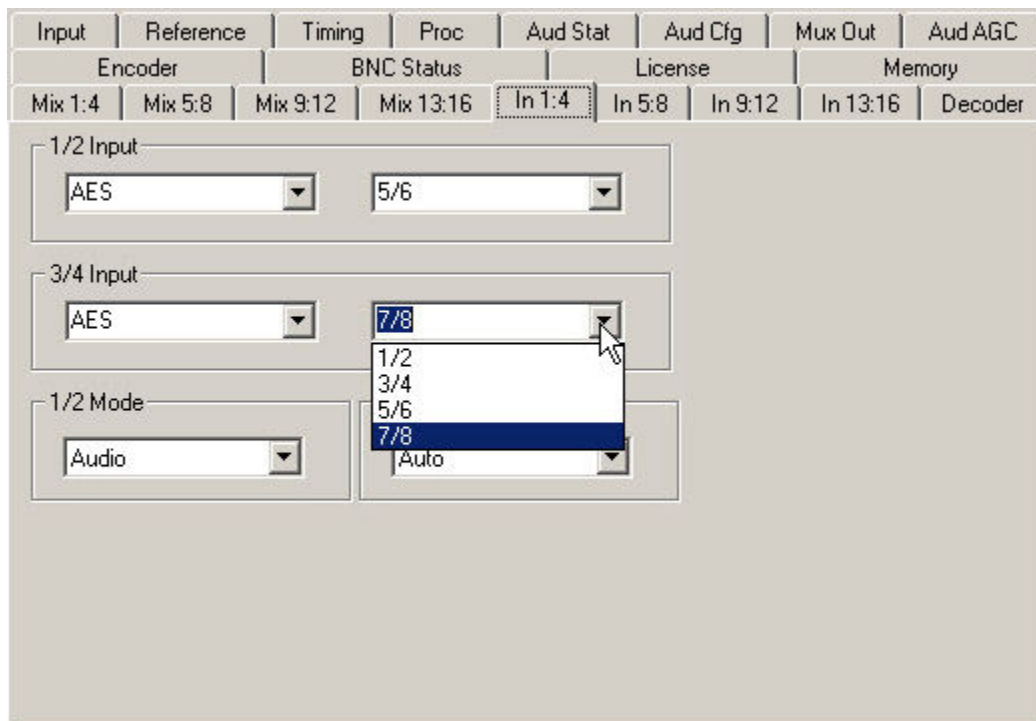 Input Reference Timing Proc Aud Stat Aud Cfg Mux Out Aud AGC
Encoder BNC Status License Memory
Mix 1:4 Mix 5:8 Mix 9:12 Mix 13:16 In 1:4 In 5:8 In 9:12 In 13:16 Decoder
1/2 Input
AES 5/6
3/4 Input
AES 7/8
1/2
3/4
5/6
7/8
1/2 Mode
Audio Auto